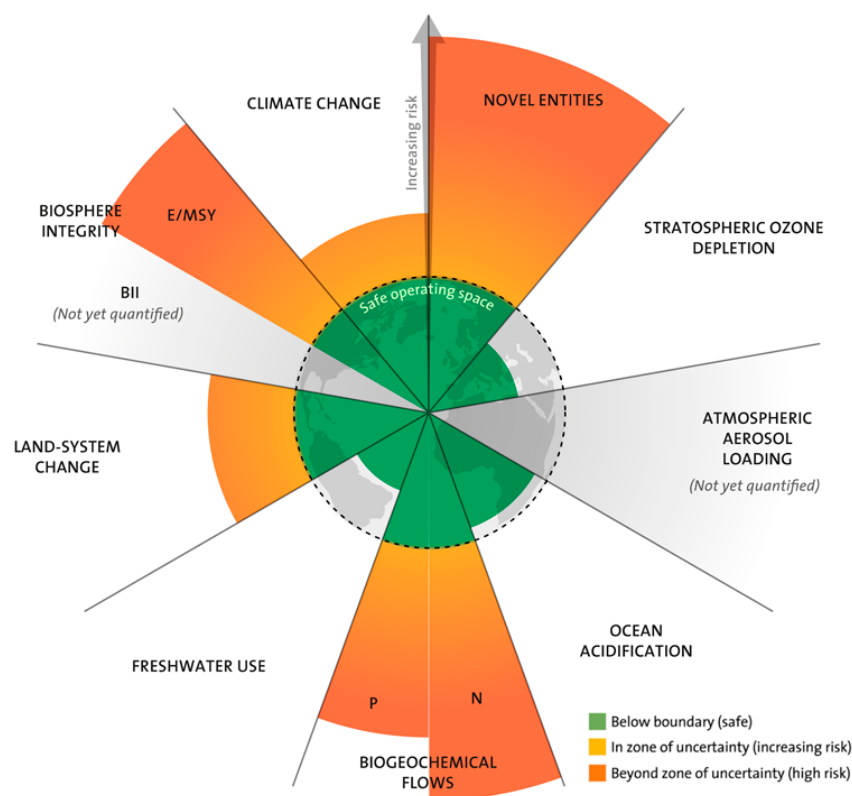 CLIMATE CHANGE
Increasing risk
NOVEL ENTITIES
BIOSPHERE
INTEGRITY
E/MSY
BII
(Not yet quantified)
STRATOSPHERIC OZONE
DEPLETION
Safe operating space
LAND-SYSTEM
CHANGE
ATMOSPHERIC
AEROSOL
LOADING
(Not yet quantified)
FRESHWATER USE
OCEAN
ACIDIFICATION
P
N
BIOGEOCHEMICAL
FLOWS
Below boundary (safe)
In zone of uncertainty (increasing risk)
Beyond zone of uncertainty (high risk)